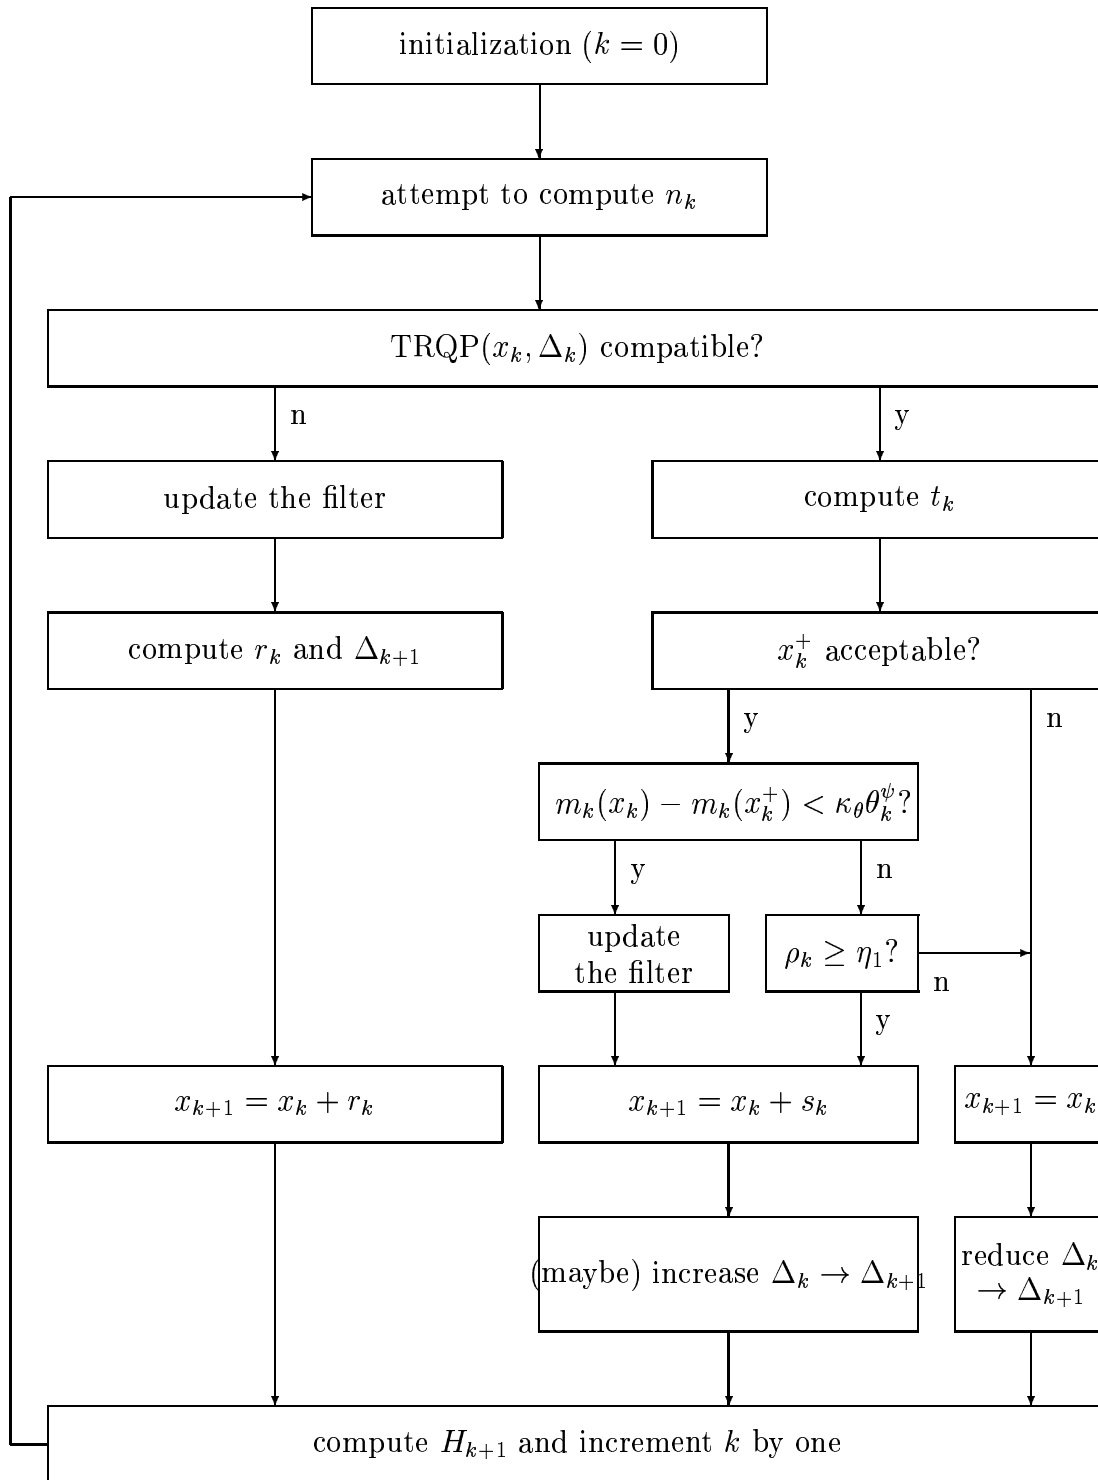 initialization (k = 0)
attempt to compute n_k
TRQP(x_k, Δ_k) compatible?
n
y
update the filter
compute t_k
compute r_k and Δ_{k+1}
x_k^+ acceptable?
y
n
m_k(x_k) − m_k(x_k^+) < κ_θ θ_k^ψ?
y
n
update
the filter
ρ_k ≥ η_1?
n
y
x_{k+1} = x_k + r_k
x_{k+1} = x_k + s_k
x_{k+1} = x_k
(maybe) increase Δ_k → Δ_{k+1}
reduce Δ_k
→ Δ_{k+1}
compute H_{k+1} and increment k by one